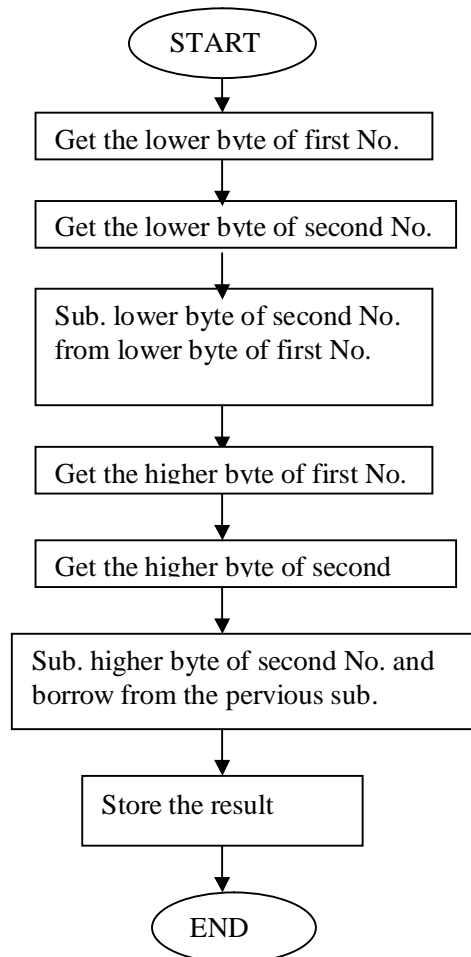 START
Get the lower byte of first No.
Get the lower byte of second No.
Sub. lower byte of second No.
from lower byte of first No.
Get the higher byte of first No.
Get the higher byte of second
Sub. higher byte of second No. and
borrow from the pervious sub.
Store the result
END